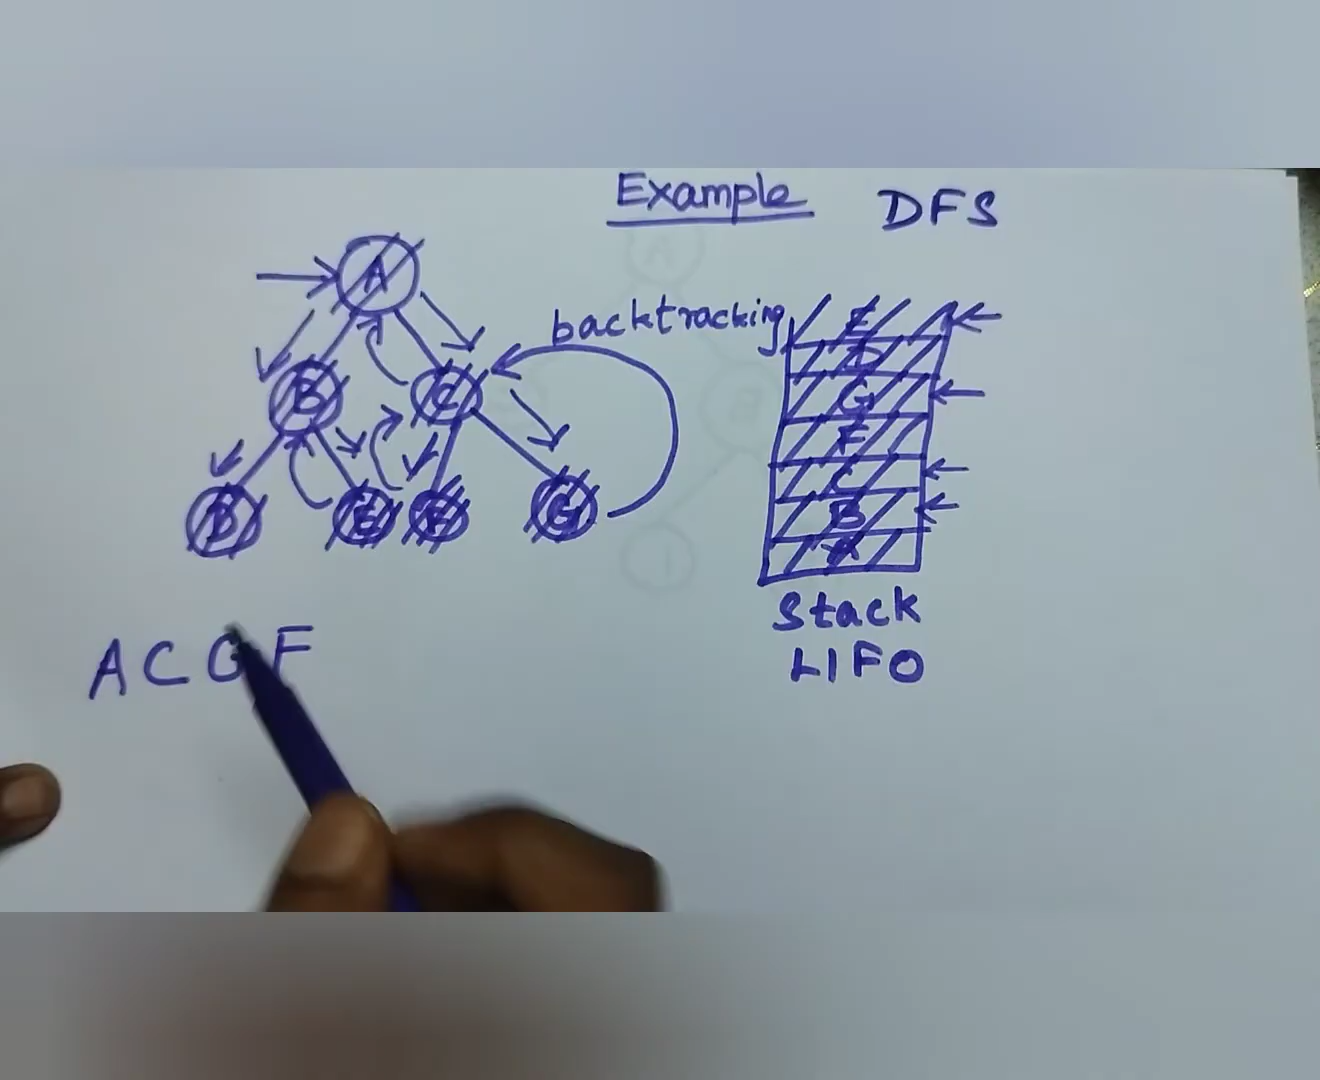 Example DFS
A
backtracking
B C
D E F G
E
D
G
F
C
B
A
Stack
LIFO
A C G F